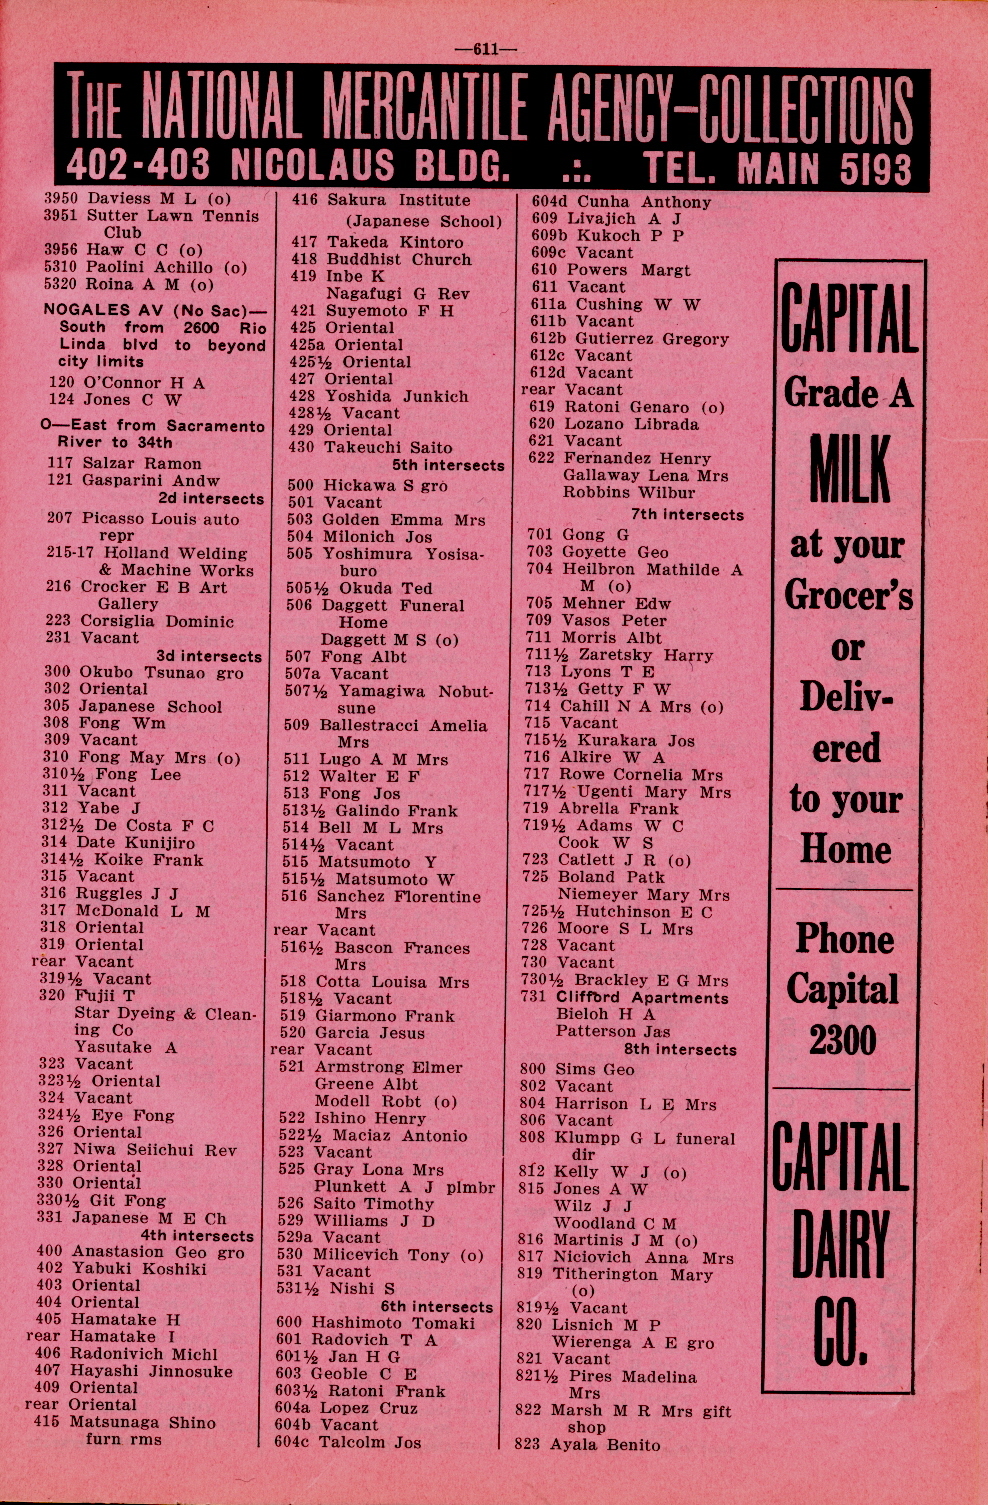 —611—
THE NATIONAL MERCANTILE AGENCY—COLLECTIONS
402-403 NICOLAUS BLDG. .:. TEL. MAIN 5193
3950 Daviess M L (o)
3951 Sutter Lawn Tennis
Club
3956 Haw C C (o)
5310 Paolini Achillo (o)
5320 Roina A M (o)
NOGALES AV (No Sac)—
South from 2600 Rio
Linda blvd to beyond
city limits
120 O'Connor H A
124 Jones C W
O—East from Sacramento
River to 34th
117 Salzar Ramon
121 Gasparini Andw
2d intersects
207 Picasso Louis auto
repr
215-17 Holland Welding
& Machine Works
216 Crocker E B Art
Gallery
223 Corsiglia Dominic
231 Vacant
3d intersects
300 Okubo Tsunao gro
302 Oriental
305 Japanese School
308 Fong Wm
309 Vacant
310 Fong May Mrs (o)
310½ Fong Lee
311 Vacant
312 Yabe J
312½ De Costa F C
314 Date Kunijiro
314½ Koike Frank
315 Vacant
316 Ruggles J J
317 McDonald L M
318 Oriental
319 Oriental
rear Vacant
319½ Vacant
320 Fujii T
Star Dyeing & Clean-
ing Co
Yasutake A
323 Vacant
323½ Oriental
324 Vacant
324½ Eye Fong
326 Oriental
327 Niwa Seiichui Rev
328 Oriental
330 Oriental
330½ Git Fong
331 Japanese M E Ch
4th intersects
400 Anastasion Geo gro
402 Yabuki Koshiki
403 Oriental
404 Oriental
405 Hamatake H
rear Hamatake I
406 Radonivich Michl
407 Hayashi Jinnosuke
409 Oriental
rear Oriental
415 Matsunaga Shino
furn rms
416 Sakura Institute
(Japanese School)
417 Takeda Kintoro
418 Buddhist Church
419 Inbe K
Nagafugi G Rev
421 Suyemoto F H
425 Oriental
425a Oriental
425½ Oriental
427 Oriental
428 Yoshida Junkich
428½ Vacant
429 Oriental
430 Takeuchi Saito
5th intersects
500 Hickawa S gro
501 Vacant
503 Golden Emma Mrs
504 Milonich Jos
505 Yoshimura Yosisa-
buro
505½ Okuda Ted
506 Daggett Funeral
Home
Daggett M S (o)
507 Fong Albt
507a Vacant
507½ Yamagiwa Nobut-
sune
509 Ballestracci Amelia
Mrs
511 Lugo A M Mrs
512 Walter E F
513 Fong Jos
513½ Galindo Frank
514 Bell M L Mrs
514½ Vacant
515 Matsumoto Y
515½ Matsumoto W
516 Sanchez Florentine
Mrs
rear Vacant
516½ Bascon Frances
Mrs
518 Cotta Louisa Mrs
518½ Vacant
519 Giarmono Frank
520 Garcia Jesus
rear Vacant
521 Armstrong Elmer
Greene Albt
Modell Robt (o)
522 Ishino Henry
522½ Maciaz Antonio
523 Vacant
525 Gray Lona Mrs
Plunkett A J plmbr
526 Saito Timothy
529 Williams J D
529a Vacant
530 Milicevich Tony (o)
531 Vacant
531½ Nishi S
6th intersects
600 Hashimoto Tomaki
601 Radovich T A
601½ Jan H G
603 Geoble C E
603½ Ratoni Frank
604a Lopez Cruz
604b Vacant
604c Talcolm Jos
604d Cunha Anthony
609 Livajich A J
609b Kukoch P P
609c Vacant
610 Powers Margt
611 Vacant
611a Cushing W W
611b Vacant
612b Gutierrez Gregory
612c Vacant
612d Vacant
rear Vacant
619 Ratoni Genaro (o)
620 Lozano Librada
621 Vacant
622 Fernandez Henry
Gallaway Lena Mrs
Robbins Wilbur
7th intersects
701 Gong G
703 Goyette Geo
704 Heilbron Mathilde A
M (o)
705 Mehner Edw
709 Vasos Peter
711 Morris Albt
711½ Zaretsky Harry
713 Lyons T E
713½ Getty F W
714 Cahill N A Mrs (o)
715 Vacant
715½ Kurakara Jos
716 Alkire W A
717 Rowe Cornelia Mrs
717½ Ugenti Mary Mrs
719 Abrella Frank
719½ Adams W C
Cook W S
723 Catlett J R (o)
725 Boland Patk
Niemeyer Mary Mrs
725½ Hutchinson E C
726 Moore S L Mrs
728 Vacant
730 Vacant
730½ Brackley E G Mrs
731 Clifford Apartments
Bieloh H A
Patterson Jas
8th intersects
800 Sims Geo
802 Vacant
804 Harrison L E Mrs
806 Vacant
808 Klumpp G L funeral
dir
812 Kelly W J (o)
815 Jones A W
Wilz J J
Woodland C M
816 Martinis J M (o)
817 Niciovich Anna Mrs
819 Titherington Mary
(o)
819½ Vacant
820 Lisnich M P
Wierenga A E gro
821 Vacant
821½ Pires Madelina
Mrs
822 Marsh M R Mrs gift
shop
823 Ayala Benito
CAPITAL
Grade A
MILK
at your
Grocer's
or
Deliv-
ered
to your
Home
Phone
Capital
2300
CAPITAL
DAIRY
CO.